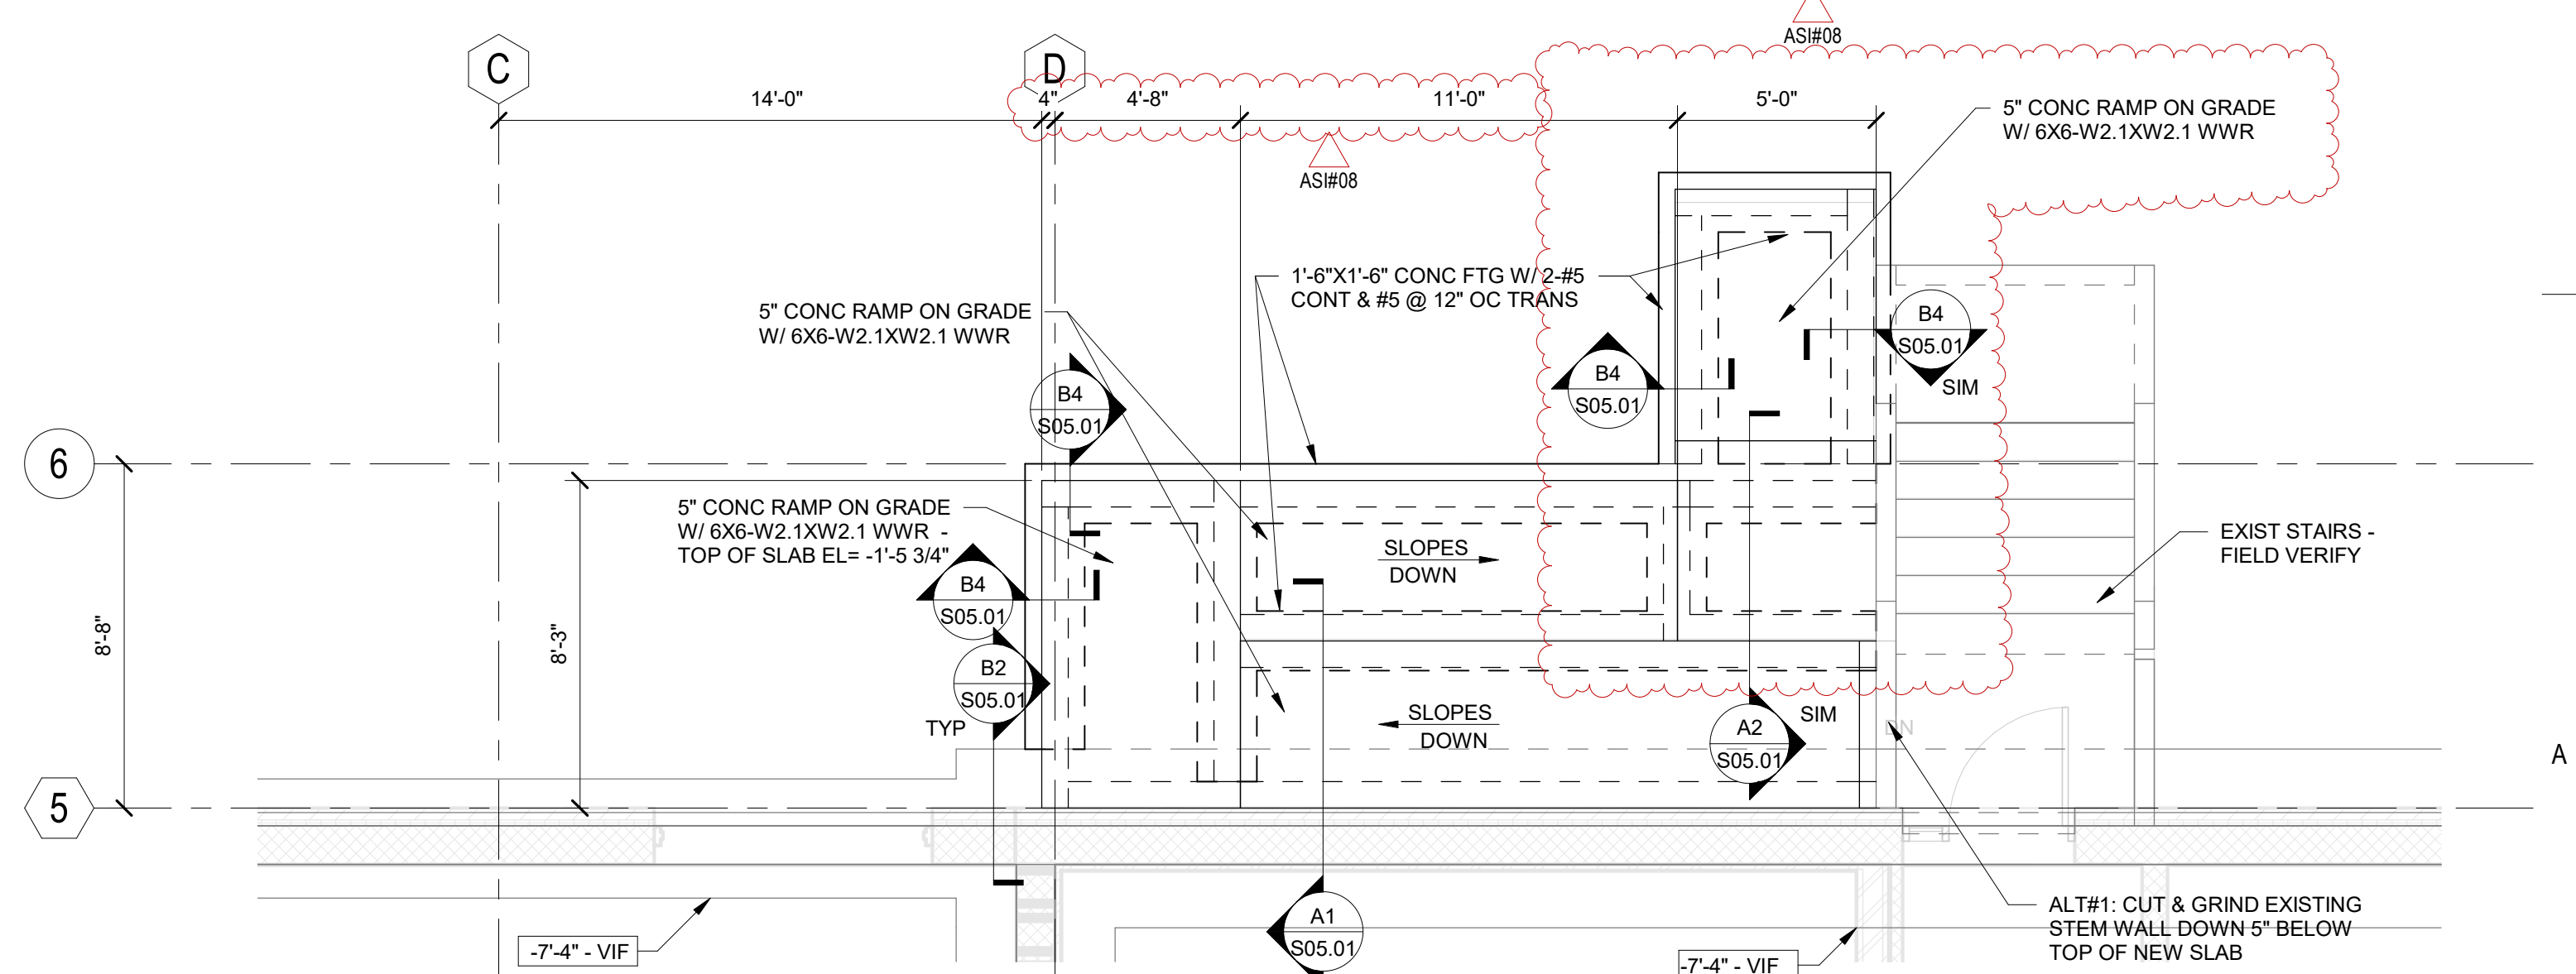 ASI#08
C
D
14'-0"
4"
4'-8"
11'-0"
5'-0"
5" CONC RAMP ON GRADE
W/ 6X6-W2.1XW2.1 WWR
ASI#08
1'-6"X1'-6" CONC FTG W/ 2-#5
CONT & #5 @ 12" OC TRANS
5" CONC RAMP ON GRADE
W/ 6X6-W2.1XW2.1 WWR
B4
S05.01
SIM
B4
S05.01
B4
S05.01
6
5" CONC RAMP ON GRADE
W/ 6X6-W2.1XW2.1 WWR -
TOP OF SLAB EL= -1'-5 3/4"
SLOPES
DOWN
EXIST STAIRS -
FIELD VERIFY
B4
S05.01
8'-8"
8'-3"
B2
S05.01
TYP
SLOPES
DOWN
SIM
A2
S05.01
DN
A
5
ALT#1: CUT & GRIND EXISTING
STEM WALL DOWN 5" BELOW
TOP OF NEW SLAB
A1
S05.01
-7'-4" - VIF
-7'-4" - VIF